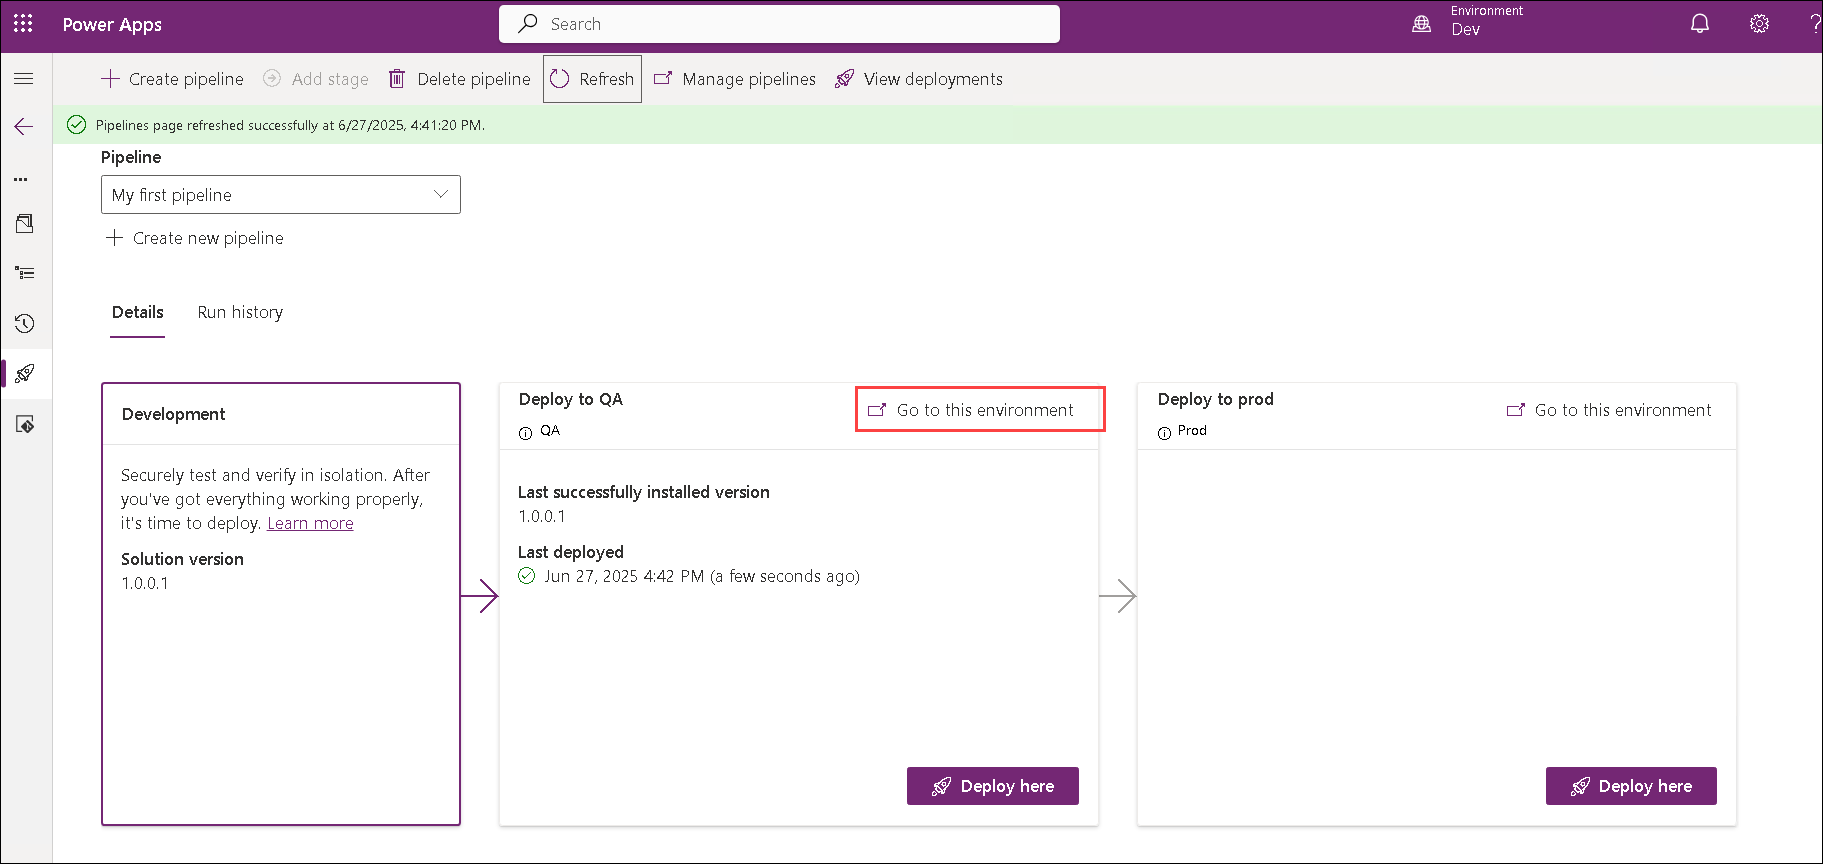 Power Apps
Search
Environment
Dev
?
Create pipeline
Add stage
Delete pipeline
Refresh
Manage pipelines
View deployments
Pipelines page refreshed successfully at 6/27/2025, 4:41:20 PM.
Pipeline
My first pipeline
Create new pipeline
Details
Run history
Development
Securely test and verify in isolation. After
you've got everything working properly,
it's time to deploy. Learn more
Solution version
1.0.0.1
Deploy to QA
QA
Go to this environment
Last successfully installed version
1.0.0.1
Last deployed
Jun 27, 2025 4:42 PM (a few seconds ago)
Deploy here
Deploy to prod
Prod
Go to this environment
Deploy here